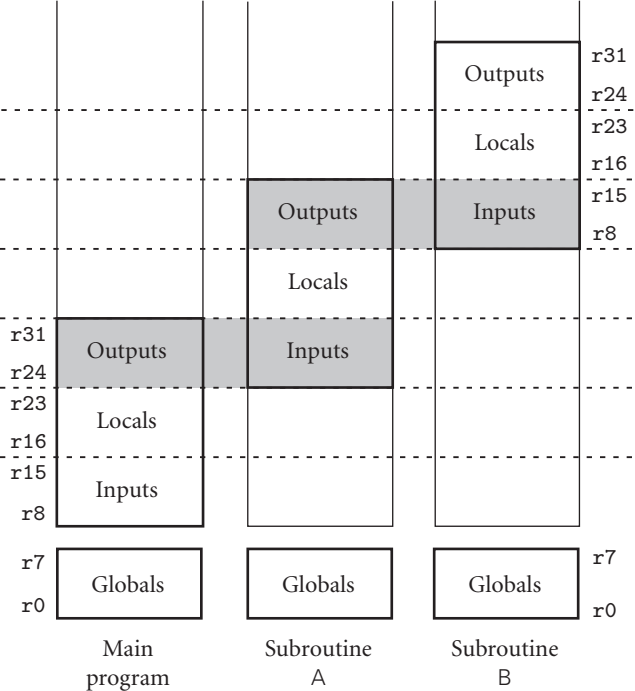 r31
Outputs
r24
r23
Locals
r16
r15
Outputs
Inputs
r8
Locals
r31
Outputs
Inputs
r24
r23
Locals
r16
r15
Inputs
r8
r7
r7
Globals
Globals
Globals
r0
r0
Main
program
Subroutine
A
Subroutine
B